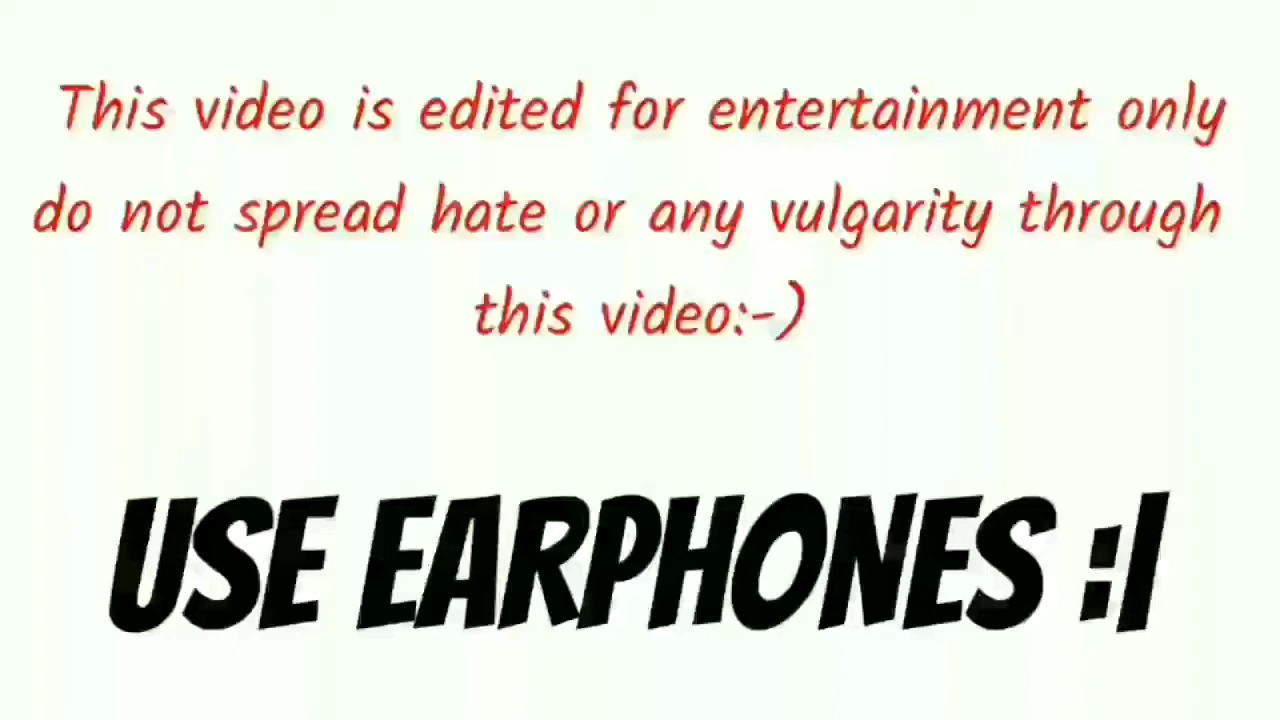 This video is edited for entertainment only
do not spread hate or any vulgarity through
this video:-)
USE EARPHONES :|